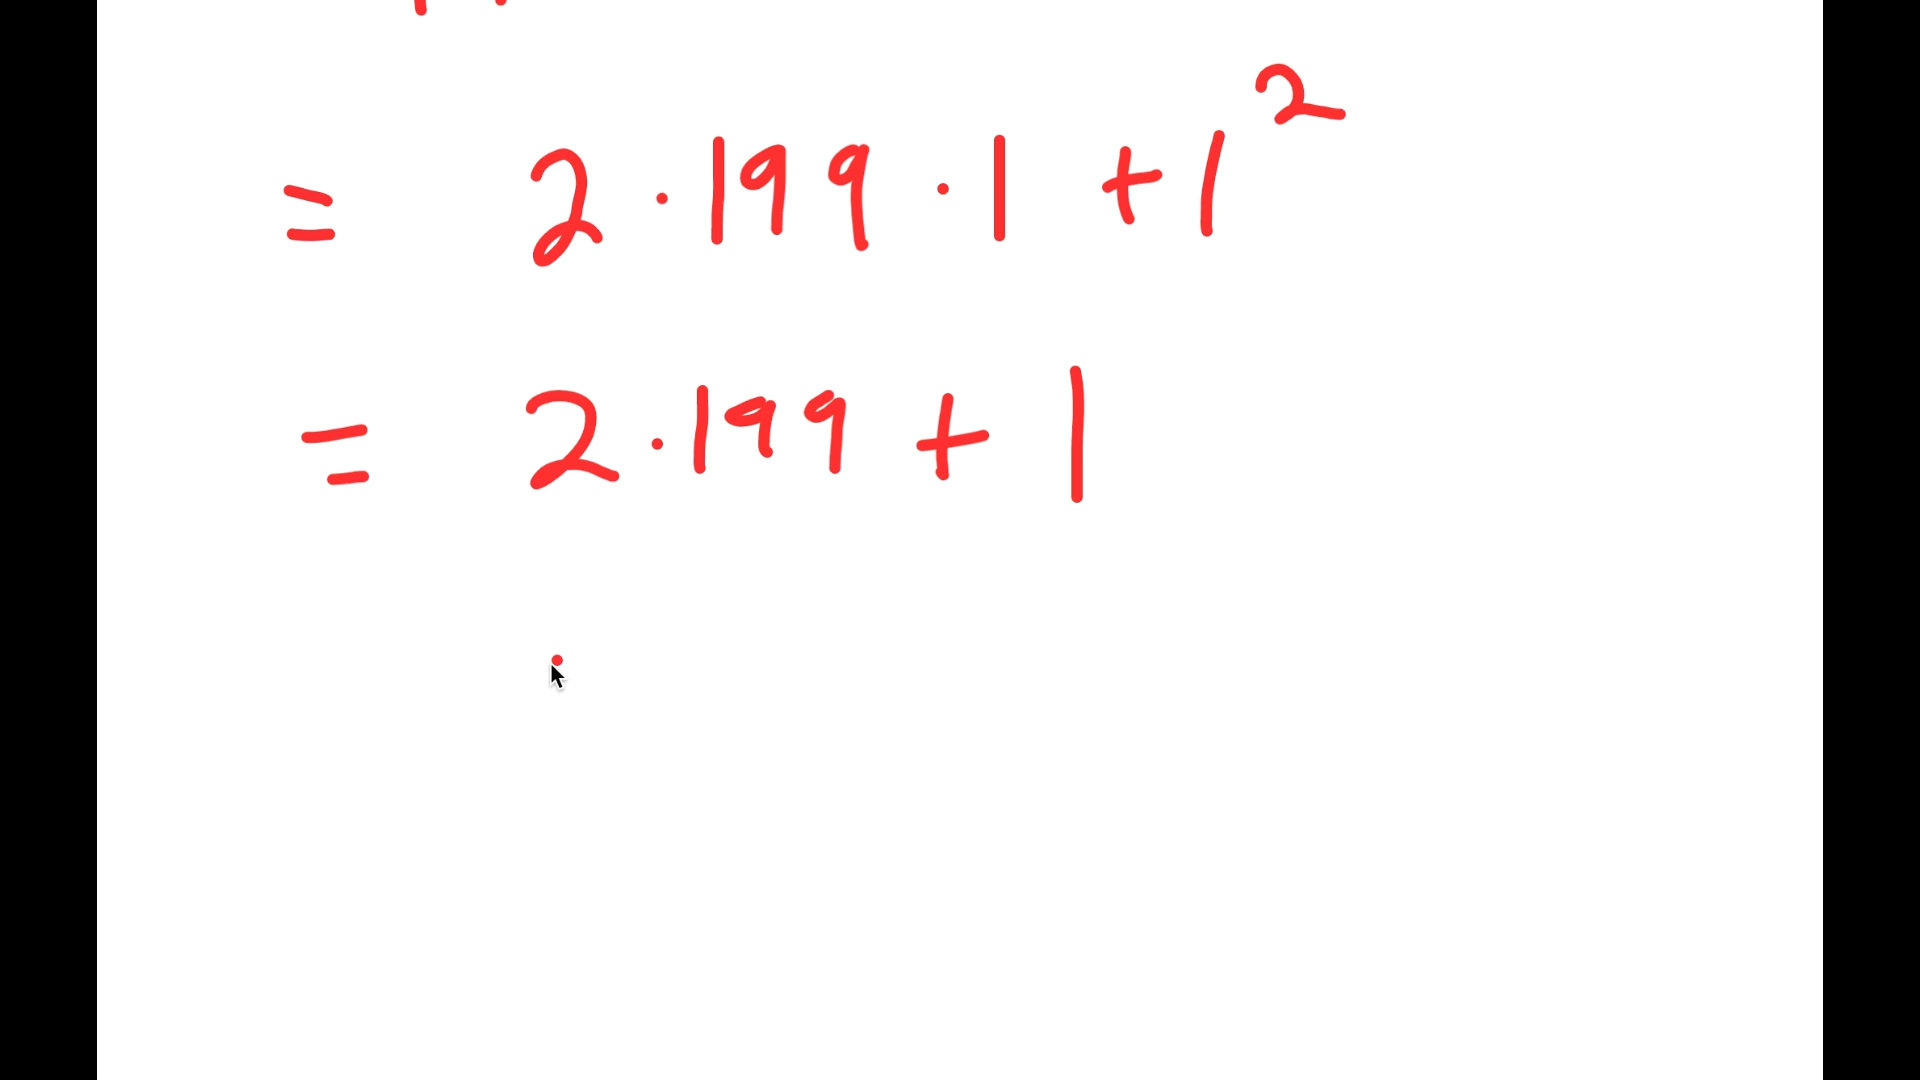 = 2 · 199 · 1 + 1²
= 2 · 199 + 1